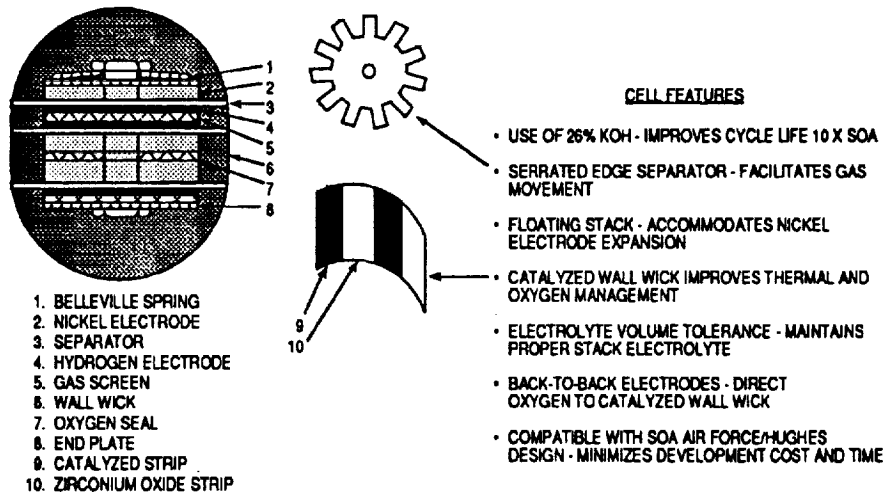 1
2
3
4
5
6
7
8
1. BELLEVILLE SPRING
2. NICKEL ELECTRODE
3. SEPARATOR
4. HYDROGEN ELECTRODE
5. GAS SCREEN
6. WALL WICK
7. OXYGEN SEAL
8. END PLATE
9. CATALYZED STRIP
10. ZIRCONIUM OXIDE STRIP
9
10
CELL FEATURES
• USE OF 26% KOH - IMPROVES CYCLE LIFE 10 X SOA
• SERRATED EDGE SEPARATOR - FACILITATES GAS
MOVEMENT
• FLOATING STACK - ACCOMMODATES NICKEL
ELECTRODE EXPANSION
• CATALYZED WALL WICK IMPROVES THERMAL AND
OXYGEN MANAGEMENT
• ELECTROLYTE VOLUME TOLERANCE - MAINTAINS
PROPER STACK ELECTROLYTE
• BACK-TO-BACK ELECTRODES - DIRECT
OXYGEN TO CATALYZED WALL WICK
• COMPATIBLE WITH SOA AIR FORCE/HUGHES
DESIGN - MINIMIZES DEVELOPMENT COST AND TIME